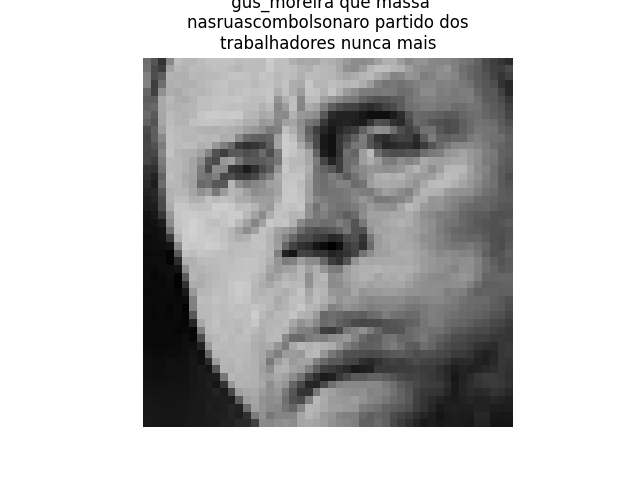 gus_moreira que massa
nasruascombolsonaro partido dos
trabalhadores nunca mais